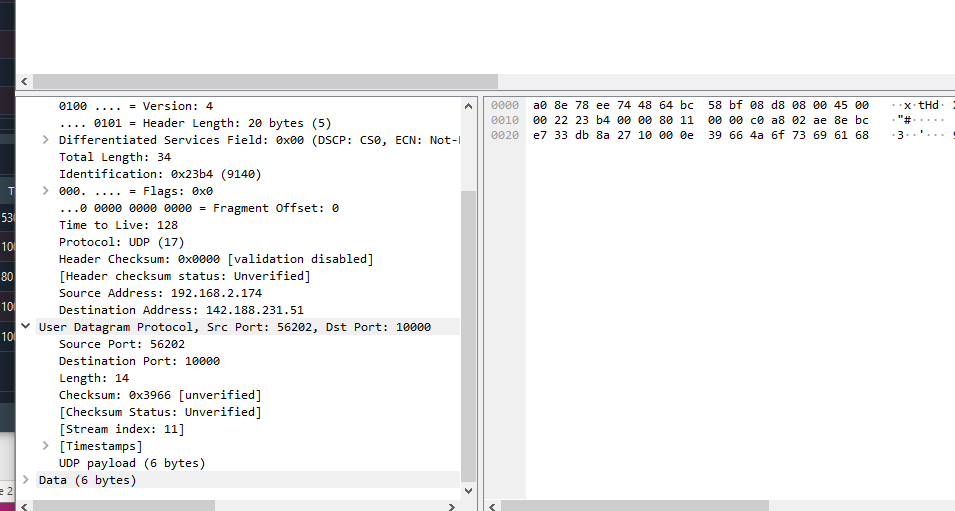 0100 .... = Version: 4
.... 0101 = Header Length: 20 bytes (5)
Differentiated Services Field: 0x00 (DSCP: CS0, ECN: Not-
Total Length: 34
Identification: 0x23b4 (9140)
000. .... = Flags: 0x0
...0 0000 0000 0000 = Fragment Offset: 0
Time to Live: 128
Protocol: UDP (17)
Header Checksum: 0x0000 [validation disabled]
[Header checksum status: Unverified]
Source Address: 192.168.2.174
Destination Address: 142.188.231.51
User Datagram Protocol, Src Port: 56202, Dst Port: 10000
Source Port: 56202
Destination Port: 10000
Length: 14
Checksum: 0x3966 [unverified]
[Checksum Status: Unverified]
[Stream index: 11]
[Timestamps]
UDP payload (6 bytes)
Data (6 bytes)
0000 a0 8e 78 ee 74 48 64 bc 58 bf 08 d8 08 00 45 00 ··x·tHd· X
0010 00 22 23 b4 00 00 80 11 00 00 c0 a8 02 ae 8e bc ·"#·····
0020 e7 33 db 8a 27 10 00 0e 39 66 4a 6f 73 69 61 68 ·3··'··· 9
T
530
100
80
100
100
e 2